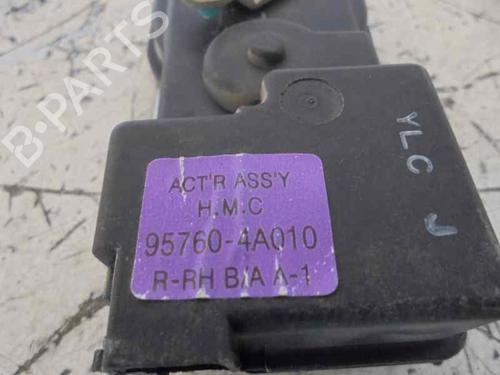 B-PARTS
ACT'R ASS'Y
H.M.C
95760-4A010
R-RH B/A A-1
YLC J